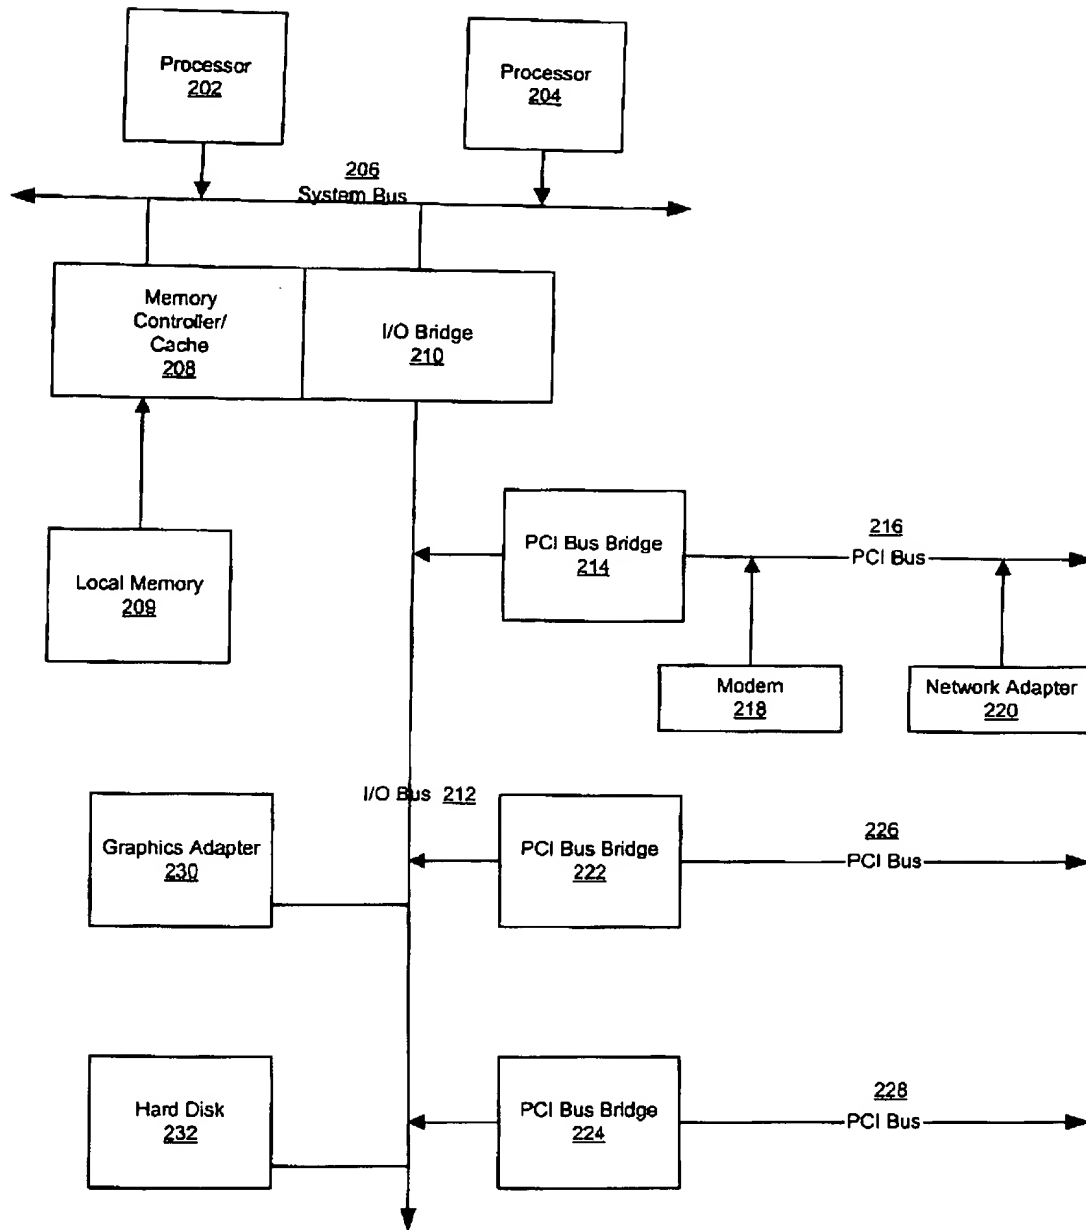 Processor
202
Processor
204
206
System Bus
Memory
Controller/
Cache
208
I/O Bridge
210
PCI Bus Bridge
214
216
PCI Bus
Local Memory
209
Modem
218
Network Adapter
220
I/O Bus 212
Graphics Adapter
230
PCI Bus Bridge
222
226
PCI Bus
Hard Disk
232
PCI Bus Bridge
224
228
PCI Bus